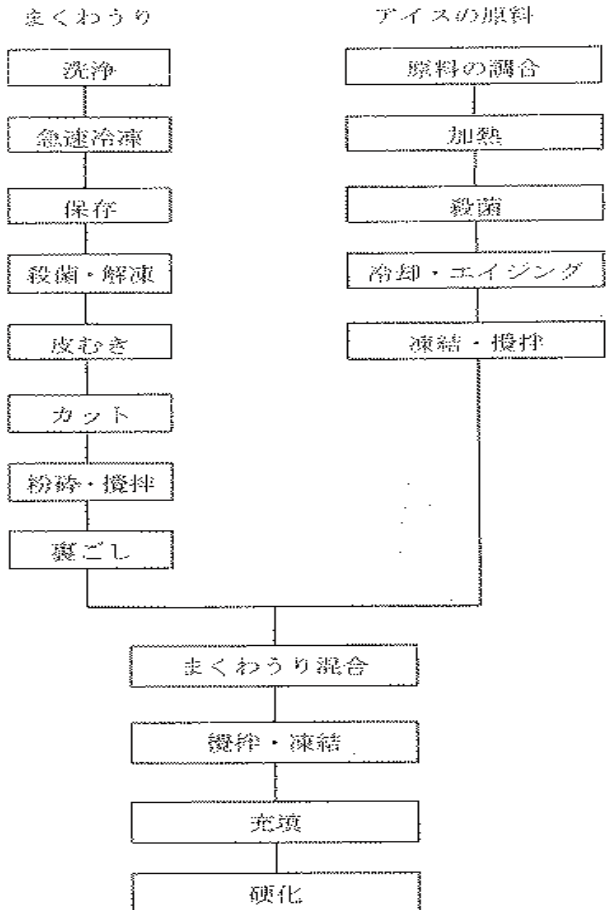 まくわうり
洗浄
急速冷凍
保存
殺菌・解凍
皮むき
カット
粉砕・攪拌
裏ごし
アイスの原料
原料の調合
加熱
殺菌
冷却・エイジング
凍結・攪拌
まくわうり混合
攪拌・凍結
充填
硬化